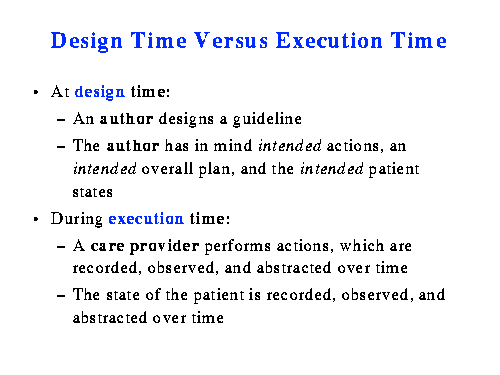 Design Time Versus Execution Time
• At design time:
– An author designs a guideline
– The author has in mind intended actions, an
intended overall plan, and the intended patient
states
• During execution time:
– A care provider performs actions, which are
recorded, observed, and abstracted over time
– The state of the patient is recorded, observed, and
abstracted over time